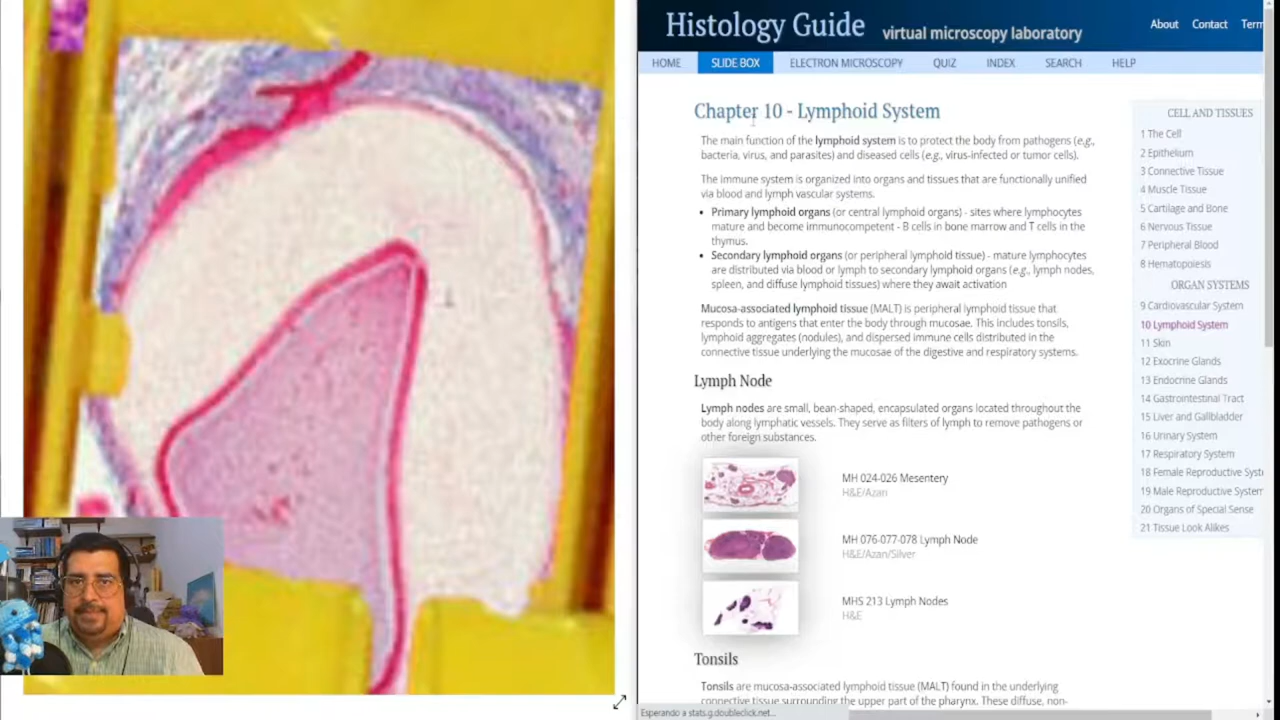 Histology Guide virtual microscopy laboratory
About Contact Term
HOME SLIDE BOX ELECTRON MICROSCOPY QUIZ INDEX SEARCH HELP
Chapter 10 - Lymphoid System
The main function of the lymphoid system is to protect the body from pathogens (e.g.,
bacteria, virus, and parasites) and diseased cells (e.g., virus-infected or tumor cells).
The immune system is organized into organs and tissues that are functionally unified
via blood and lymph vascular systems.
• Primary lymphoid organs (or central lymphoid organs) - sites where lymphocytes
mature and become immunocompetent - B cells in bone marrow and T cells in the
thymus.
• Secondary lymphoid organs (or peripheral lymphoid tissue) - mature lymphocytes
are distributed via blood or lymph to secondary lymphoid organs (e.g., lymph nodes,
spleen, and diffuse lymphoid tissues) where they await activation
Mucosa-associated lymphoid tissue (MALT) is peripheral lymphoid tissue that
responds to antigens that enter the body through mucosae. This includes tonsils,
lymphoid aggregates (nodules), and dispersed immune cells distributed in the
connective tissue underlying the mucosae of the digestive and respiratory systems.
Lymph Node
Lymph nodes are small, bean-shaped, encapsulated organs located throughout the
body along lymphatic vessels. They serve as filters of lymph to remove pathogens or
other foreign substances.
MH 024-026 Mesentery
H&E/Azan
MH 076-077-078 Lymph Node
H&E/Azan/Silver
MHS 213 Lymph Nodes
H&E
Tonsils
Tonsils are mucosa-associated lymphoid tissue (MALT) found in the underlying
connective tissue surrounding the upper part of the pharynx. These diffuse, non-
CELL AND TISSUES
1 The Cell
2 Epithelium
3 Connective Tissue
4 Muscle Tissue
5 Cartilage and Bone
6 Nervous Tissue
7 Peripheral Blood
8 Hematopoiesis
ORGAN SYSTEMS
9 Cardiovascular System
10 Lymphoid System
11 Skin
12 Exocrine Glands
13 Endocrine Glands
14 Gastrointestinal Tract
15 Liver and Gallbladder
16 Urinary System
17 Respiratory System
18 Female Reproductive Syste
19 Male Reproductive System
20 Organs of Special Sense
21 Tissue Look Alikes
Esperando a stats.g.doubleclick.net...